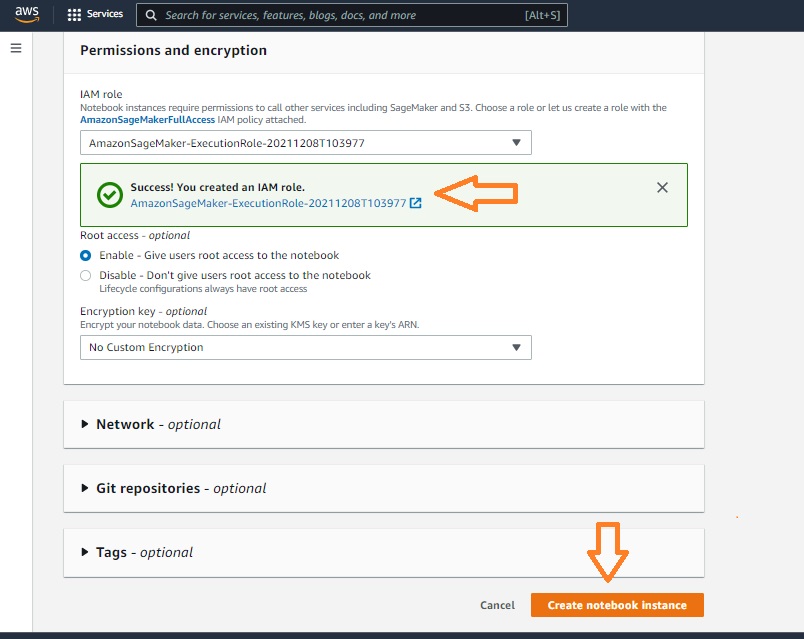 aws
Services
Search for services, features, blogs, docs, and more
[Alt+S]
Permissions and encryption
IAM role
Notebook instances require permissions to call other services including SageMaker and S3. Choose a role or let us create a role with the
AmazonSageMakerFullAccess IAM policy attached.
AmazonSageMaker-ExecutionRole-20211208T103977
Success! You created an IAM role.
AmazonSageMaker-ExecutionRole-20211208T103977
Root access - optional
Enable - Give users root access to the notebook
Disable - Don't give users root access to the notebook
Lifecycle configurations always have root access
Encryption key - optional
Encrypt your notebook data. Choose an existing KMS key or enter a key's ARN.
No Custom Encryption
Network - optional
Git repositories - optional
Tags - optional
Cancel
Create notebook instance